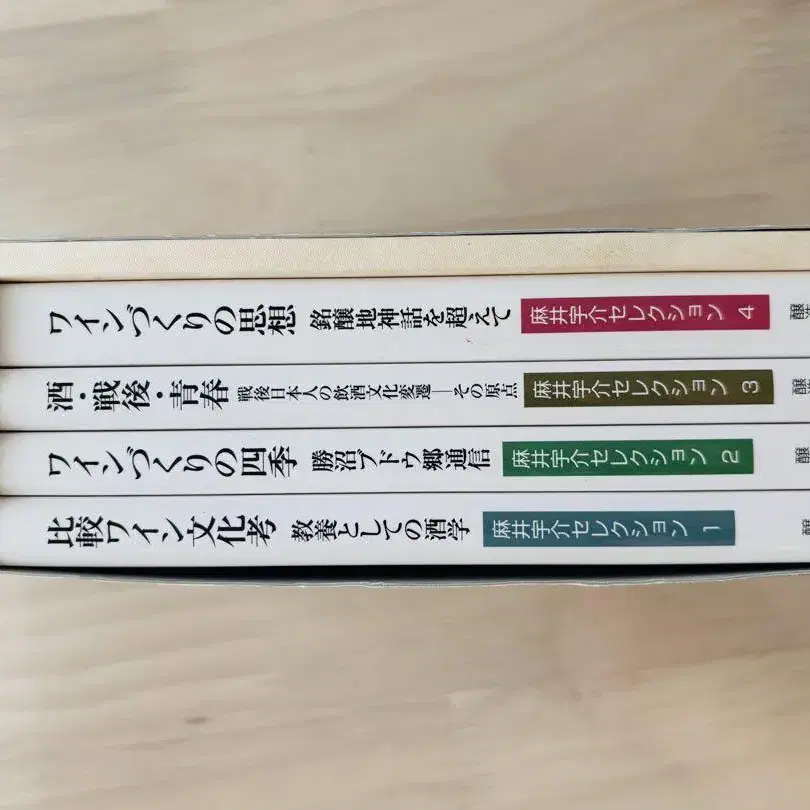 ワインづくりの思想 銘醸地神話を超えて 麻井宇介セレクション 4 醸
酒・戦後・青春 戦後日本人の飲酒文化変遷―その原点 麻井宇介セレクション 3 醸
ワインづくりの四季 勝沼ブドウ郷通信 麻井宇介セレクション 2 醸
比較ワイン文化考 教養としての酒学 麻井宇介セレクション 1